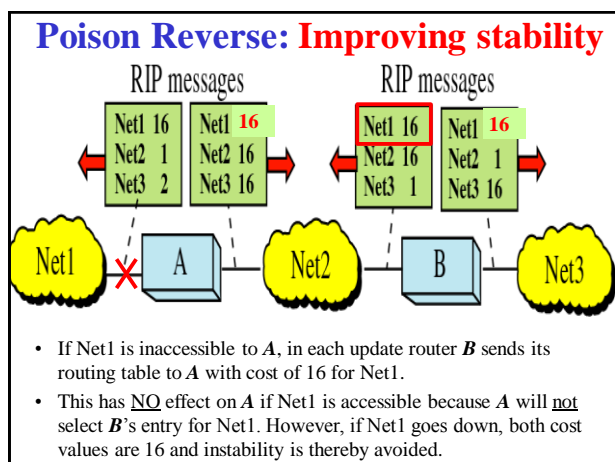 Poison Reverse: Improving stability
RIP messages
RIP messages
Net1 16
Net2 1
Net3 2
Net1 16
Net2 16
Net3 16
Net1 16
Net2 16
Net3 1
Net1 16
Net2 1
Net3 16
Net1
A
Net2
B
Net3
• If Net1 is inaccessible to A, in each update router B sends its
routing table to A with cost of 16 for Net1.
• This has NO effect on A if Net1 is accessible because A will not
select B's entry for Net1. However, if Net1 goes down, both cost
values are 16 and instability is thereby avoided.